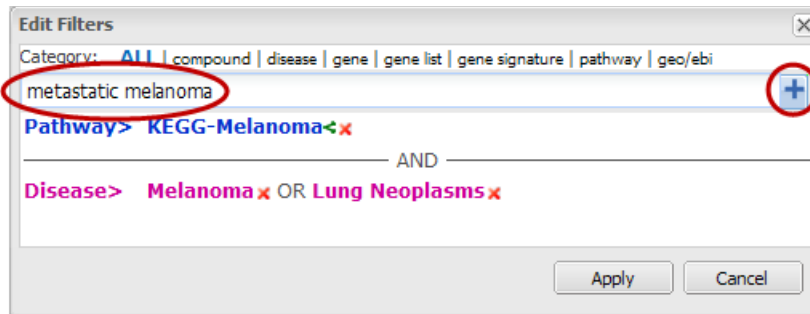 Edit Filters
Category: ALL | compound | disease | gene | gene list | gene signature | pathway | geo/ebi
metastatic melanoma
Pathway> KEGG-Melanoma
AND
Disease> Melanoma OR Lung Neoplasms
Apply Cancel